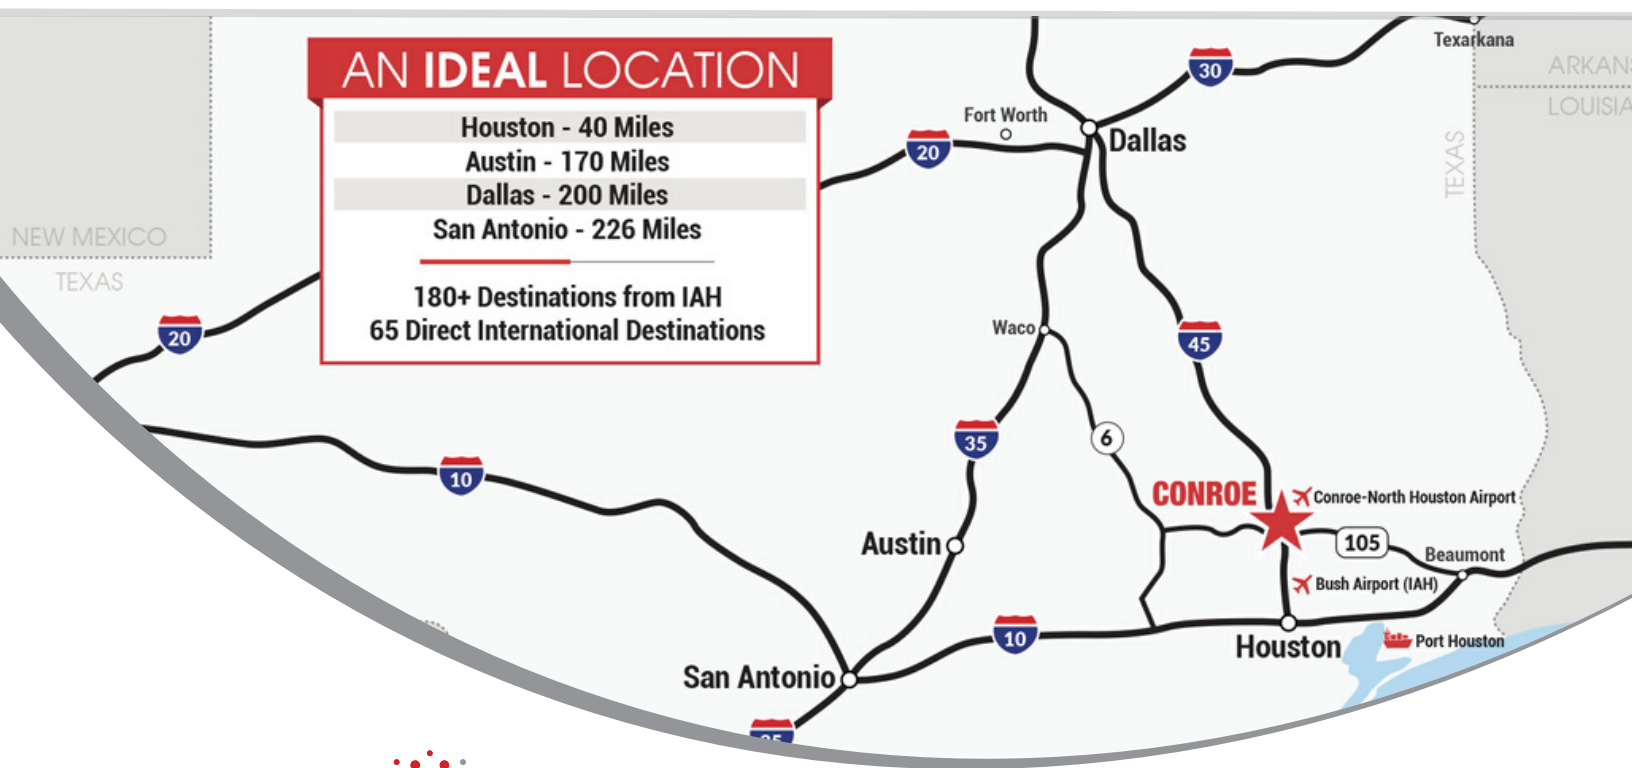 AN IDEAL LOCATION
Houston - 40 Miles
Austin - 170 Miles
Dallas - 200 Miles
San Antonio - 226 Miles
180+ Destinations from IAH
65 Direct International Destinations
Texarkana
30
ARKANS
LOUISIA
Fort Worth
Dallas
20
TEXAS
NEW MEXICO
TEXAS
20
Waco
45
35
6
10
CONROE
Conroe-North Houston Airport
Austin
105
Beaumont
Bush Airport (IAH)
10
Houston
Port Houston
San Antonio